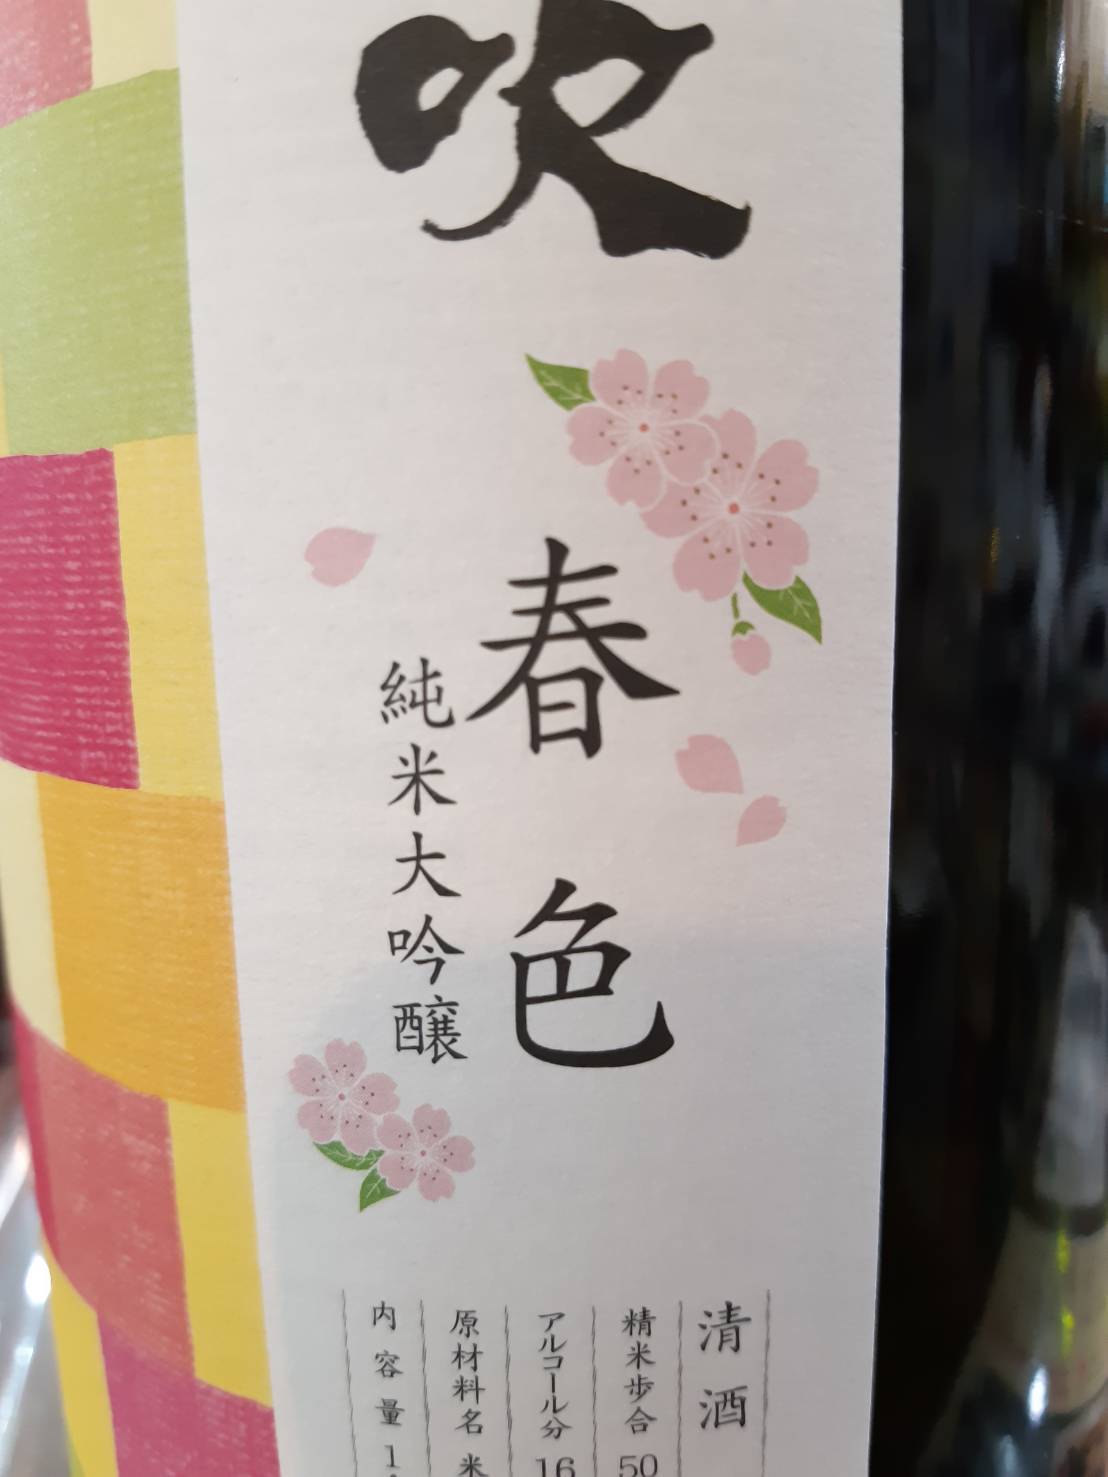 吹
春色
純米大吟醸
清酒
精米歩合 50
アルコール分 16
原材料名 米
内容量 1